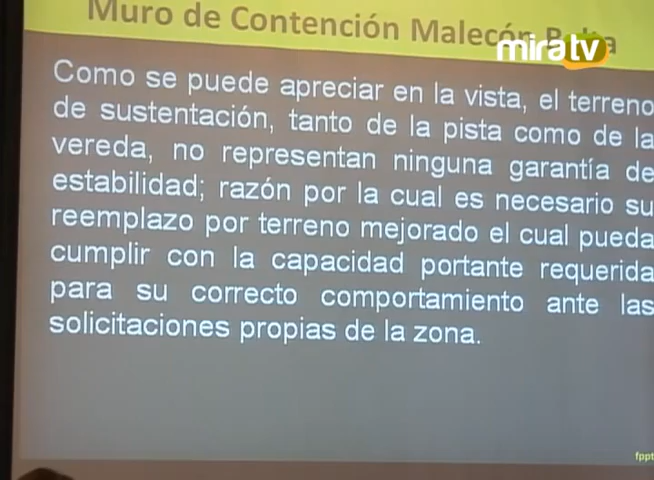 Muro de Contención Malecón
mira tv
Como se puede apreciar en la vista, el terreno
de sustentación, tanto de la pista como de la
vereda, no representan ninguna garantía de
estabilidad; razón por la cual es necesario su
reemplazo por terreno mejorado el cual pueda
cumplir con la capacidad portante requerida
para su correcto comportamiento ante las
solicitaciones propias de la zona.
fppt